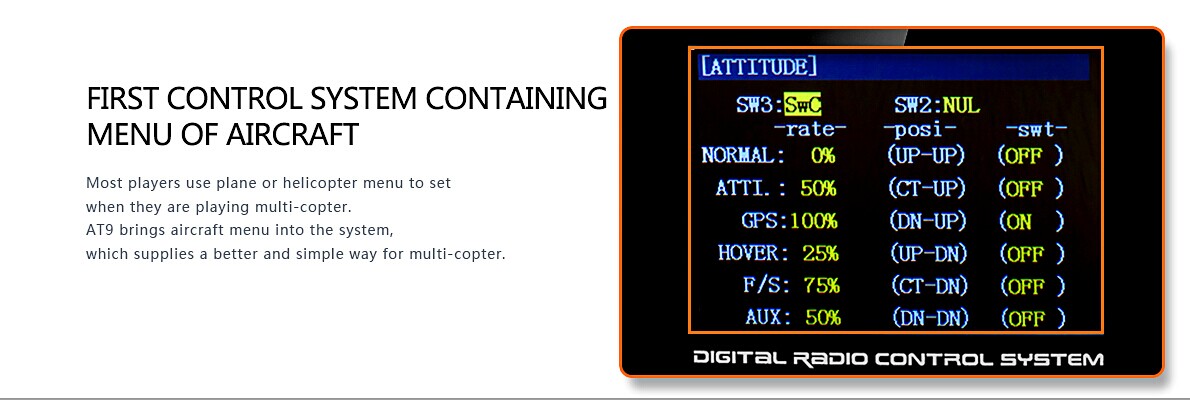 FIRST CONTROL SYSTEM CONTAINING
MENU OF AIRCRAFT
Most players use plane or helicopter menu to set
when they are playing multi-copter.
AT9 brings aircraft menu into the system,
which supplies a better and simple way for multi-copter.
[ATTITUDE]
SW3:SwC SW2:NUL
-rate- -posi- -swt-
NORMAL: 0% (UP-UP) (OFF )
ATTI.: 50% (CT-UP) (OFF )
GPS:100% (DN-UP) (ON )
HOVER: 25% (UP-DN) (OFF )
F/S: 75% (CT-DN) (OFF )
AUX: 50% (DN-DN) (OFF )
DIGITAL RADIO CONTROL SYSTEM